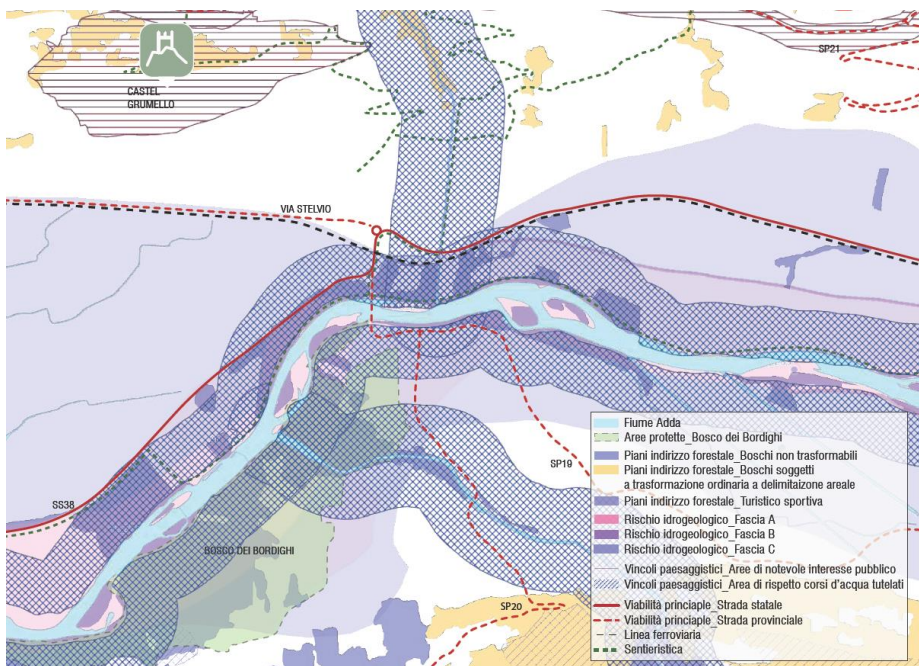 SP21
CASTEL
GRUMELLO
VIA STELVIO
SP19
SS38
BOSCO DEI BORDIGHI
SP20
Fiume Adda
Aree protette_Bosco dei Bordighi
Piani indirizzo forestale_Boschi non trasformabili
Piani indirizzo forestale_Boschi soggetti
a trasformazione ordinaria a delimitaizone areale
Piani indirizzo forestale_Turistico sportiva
Rischio idrogeologico_Fascia A
Rischio idrogeologico_Fascia B
Rischio idrogeologico_Fascia C
Vincoli paesaggistici_Aree di notevole interesse pubblico
Vincoli paesaggistici_Area di rispetto corsi d'acqua tutelati
Viabilità princiaple_Strada statale
Viabilità princiaple_Strada provinciale
Linea ferroviaria
Sentieristica